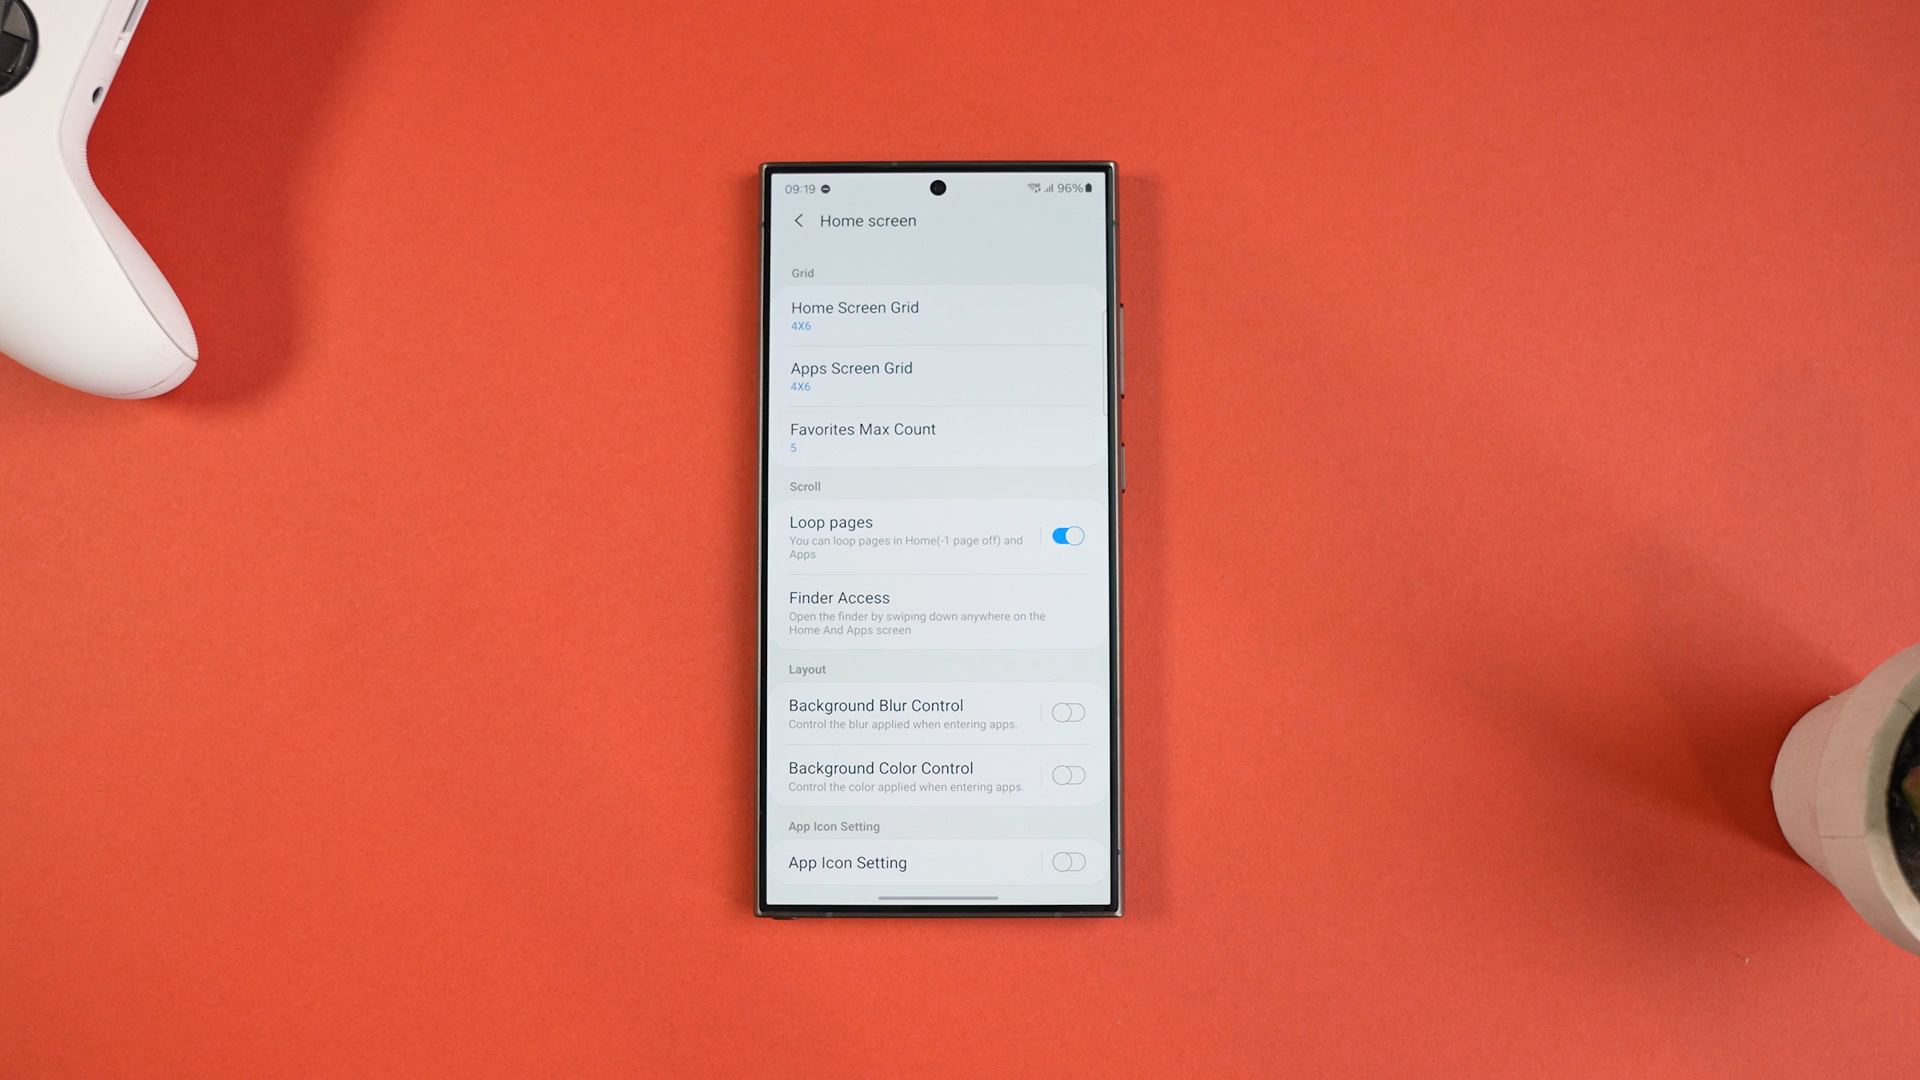 09:19 96%
Home screen
Grid
Home Screen Grid
4X6
Apps Screen Grid
4X6
Favorites Max Count
5
Scroll
Loop pages
You can loop pages in Home(-1 page off) and
Apps
Finder Access
Open the finder by swiping down anywhere on the
Home And Apps screen
Layout
Background Blur Control
Control the blur applied when entering apps.
Background Color Control
Control the color applied when entering apps.
App Icon Setting
App Icon Setting